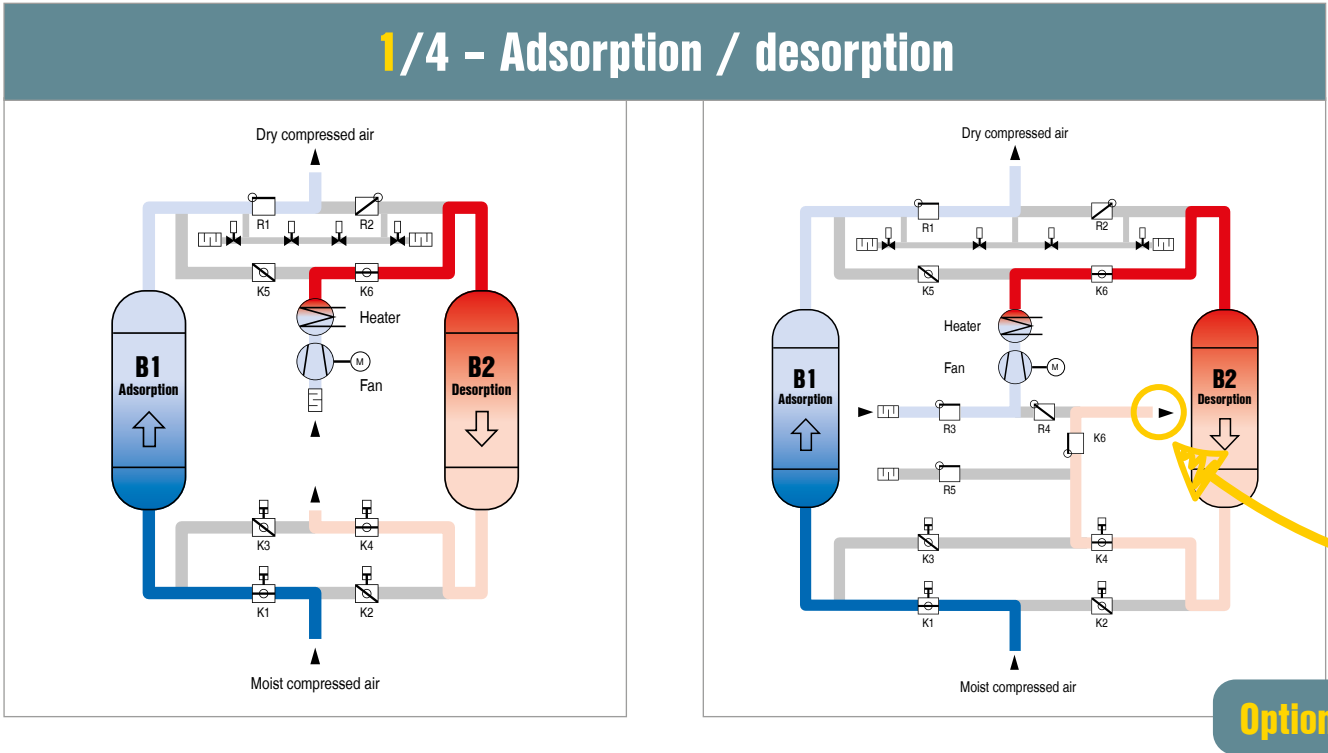 1/4 – Adsorption / desorption
Dry compressed air
R1
R2
K5
K6
Heater
M
Fan
B1
Adsorption
B2
Desorption
K3
K4
K1
K2
Moist compressed air
Dry compressed air
R1
R2
K5
K6
Heater
Fan
M
B1
Adsorption
B2
Desorption
R3
R4
K6
R5
K3
K4
K1
K2
Moist compressed air
Option